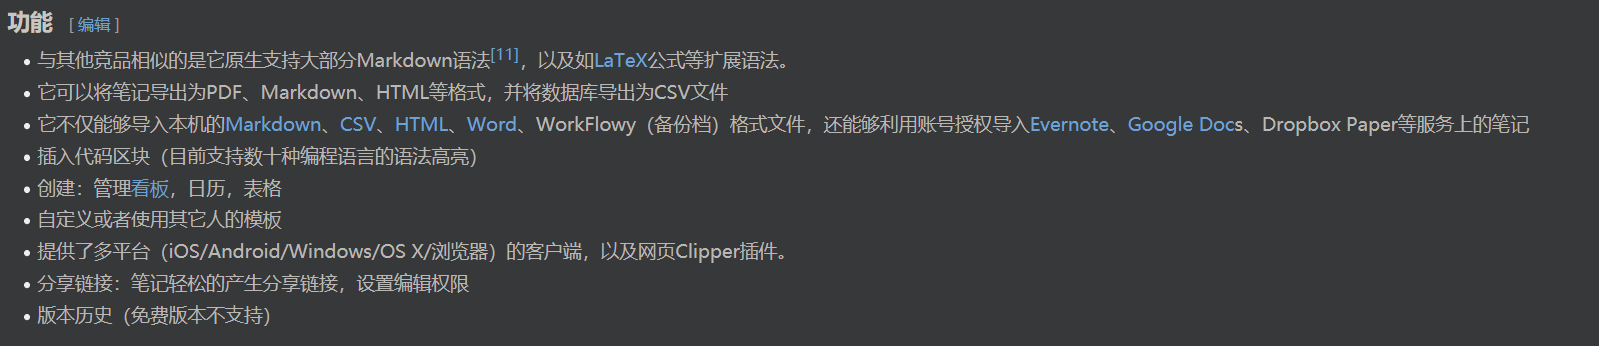 功能 [编辑]
• 与其他竞品相似的是它原生支持大部分Markdown语法[11]，以及如LaTeX公式等扩展语法。
• 它可以将笔记导出为PDF、Markdown、HTML等格式，并将数据库导出为CSV文件
• 它不仅能够导入本机的Markdown、CSV、HTML、Word、WorkFlowy（备份档）格式文件，还能够利用账号授权导入Evernote、Google Docs、Dropbox Paper等服务上的笔记
• 插入代码区块（目前支持数十种编程语言的语法高亮）
• 创建：管理看板，日历，表格
• 自定义或者使用其它人的模板
• 提供了多平台（iOS/Android/Windows/OS X/浏览器）的客户端，以及网页Clipper插件。
• 分享链接：笔记轻松的产生分享链接，设置编辑权限
• 版本历史（免费版本不支持）